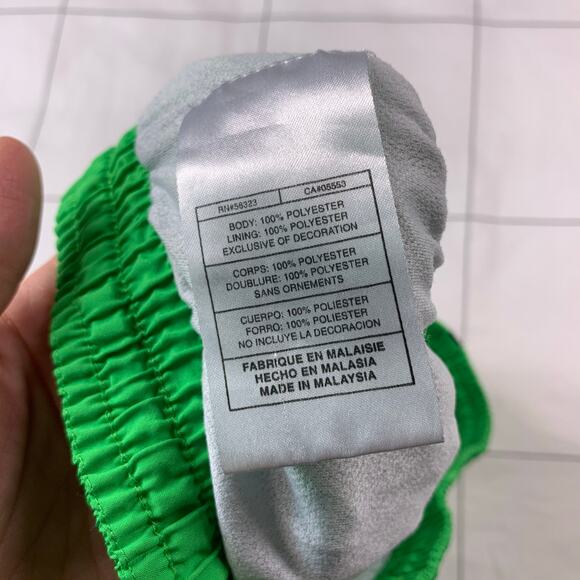 RN#56323 CA#05553
BODY: 100% POLYESTER
LINING: 100% POLYESTER
EXCLUSIVE OF DECORATION
CORPS: 100% POLYESTER
DOUBLURE: 100% POLYESTER
SANS ORNEMENTS
CUERPO: 100% POLIESTER
FORRO: 100% POLIESTER
NO INCLUYE LA DECORACION
FABRIQUE EN MALAISIE
HECHO EN MALASIA
MADE IN MALAYSIA